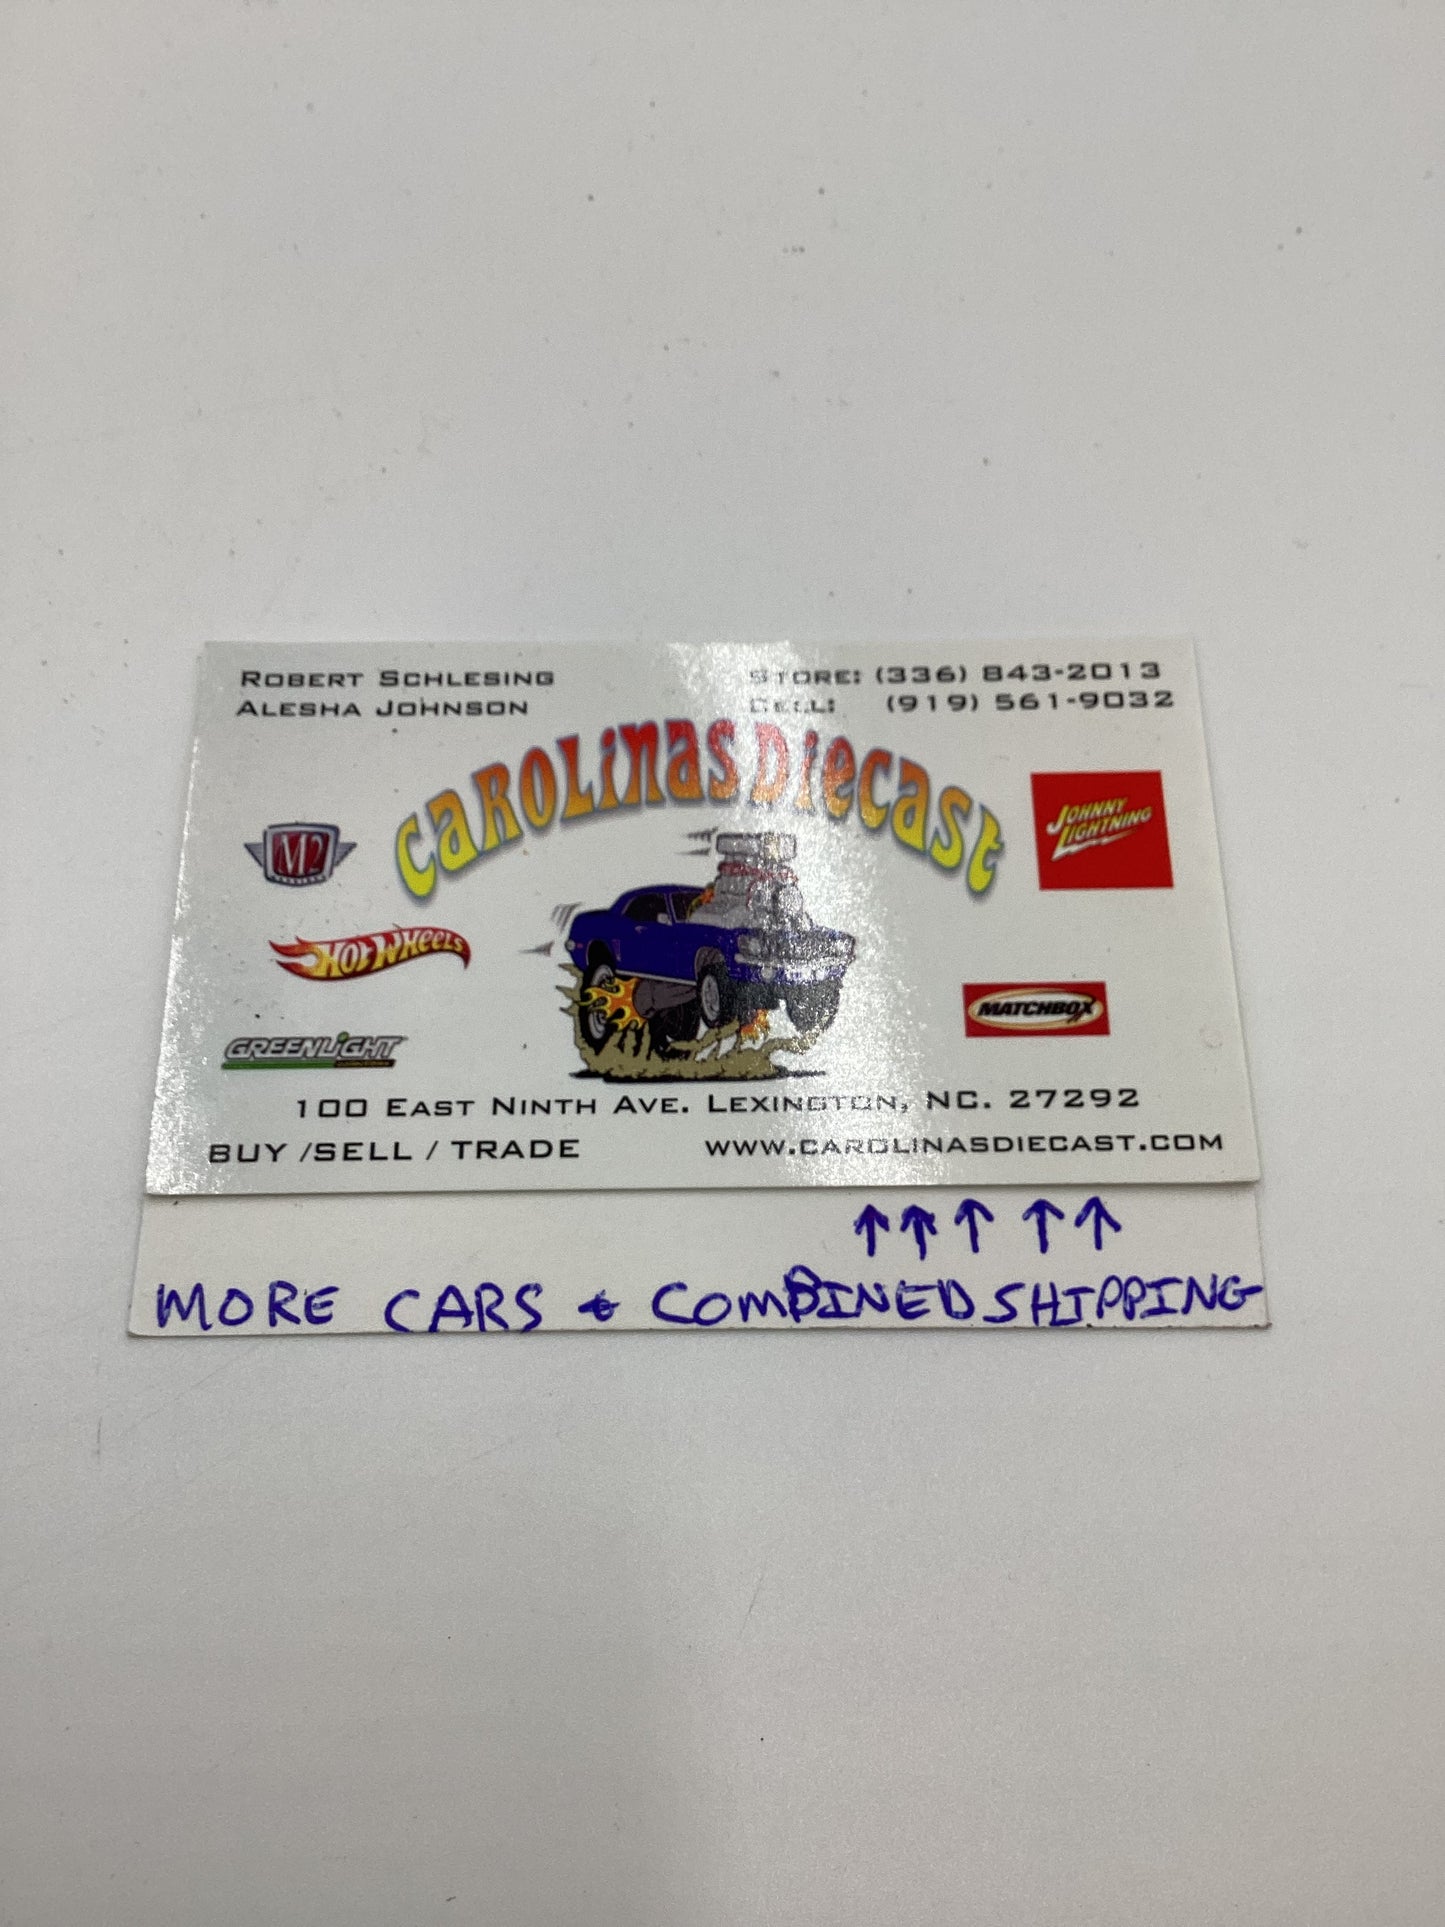 ROBERT SCHLESING
STORE: (336) 843-2013
ALESHA JOHNSON
CELL: (919) 561-9032
CAROLINAS DIECAST
M2
JOHNNY LIGHTNING
HOT WHEELS
MATCHBOX
GREENLIGHT
100 EAST NINTH AVE. LEXINGTON, NC. 27292
BUY /SELL / TRADE
WWW.CAROLINASDIECAST.COM
↑↑↑↑↑
MORE CARS & COMBINED SHIPPING